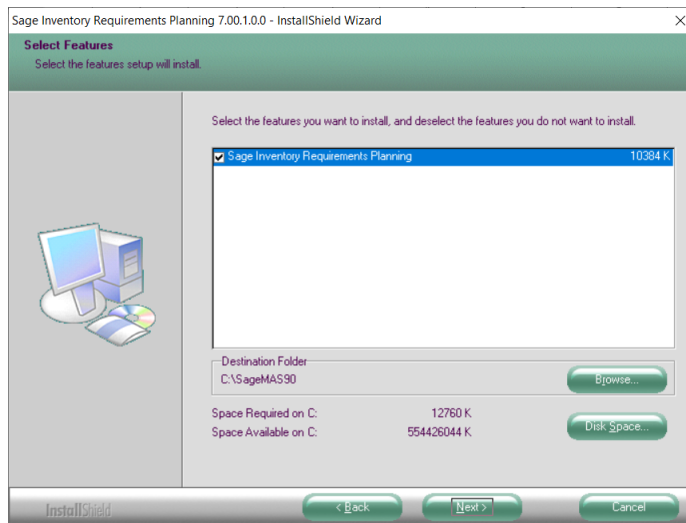 Sage Inventory Requirements Planning 7.00.1.0.0 - InstallShield Wizard
Select Features
Select the features setup will install.
Select the features you want to install, and deselect the features you do not want to install.
Sage Inventory Requirements Planning 10384 K
Destination Folder
C:\SageMAS90
Browse...
Space Required on C: 12760 K
Space Available on C: 554426044 K
Disk Space...
InstallShield
< Back
Next >
Cancel